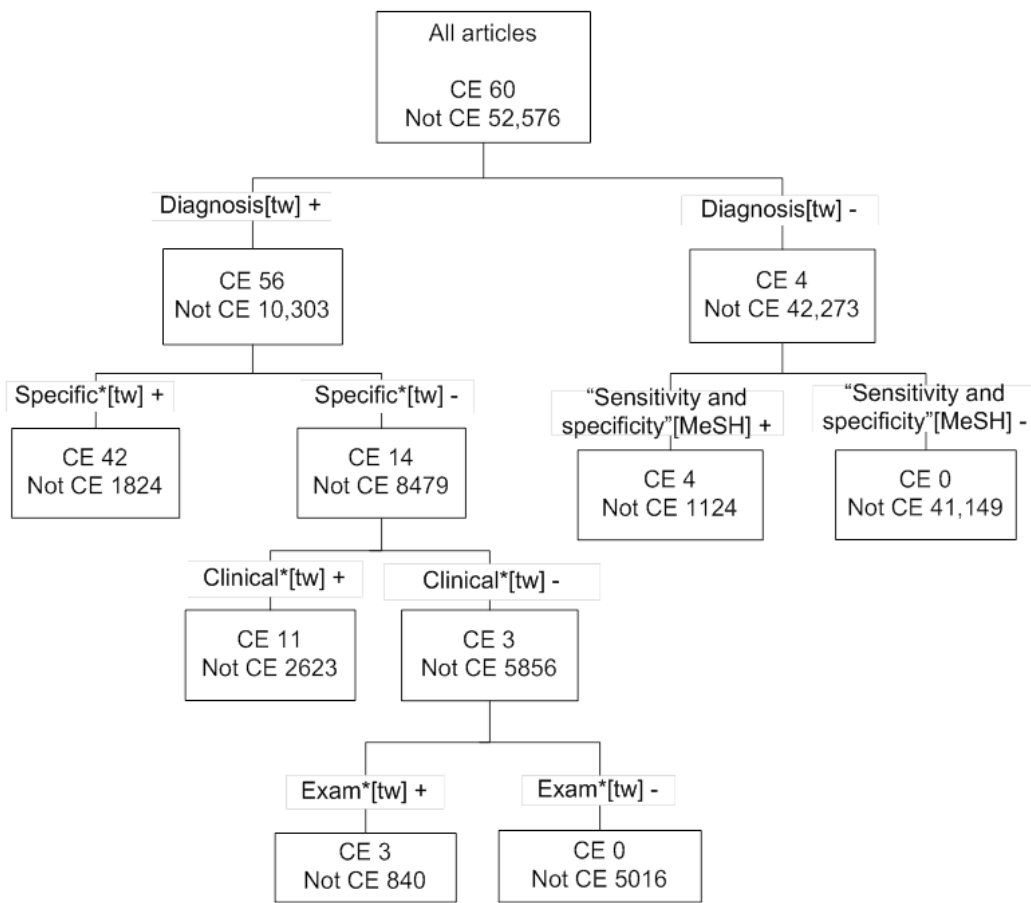 All articles
CE 60
Not CE 52,576
Diagnosis[tw] +
Diagnosis[tw] -
CE 56
Not CE 10,303
CE 4
Not CE 42,273
Specific*[tw] +
Specific*[tw] -
“Sensitivity and
specificity”[MeSH] +
“Sensitivity and
specificity”[MeSH] -
CE 42
Not CE 1824
CE 14
Not CE 8479
CE 4
Not CE 1124
CE 0
Not CE 41,149
Clinical*[tw] +
Clinical*[tw] -
CE 11
Not CE 2623
CE 3
Not CE 5856
Exam*[tw] +
Exam*[tw] -
CE 3
Not CE 840
CE 0
Not CE 5016